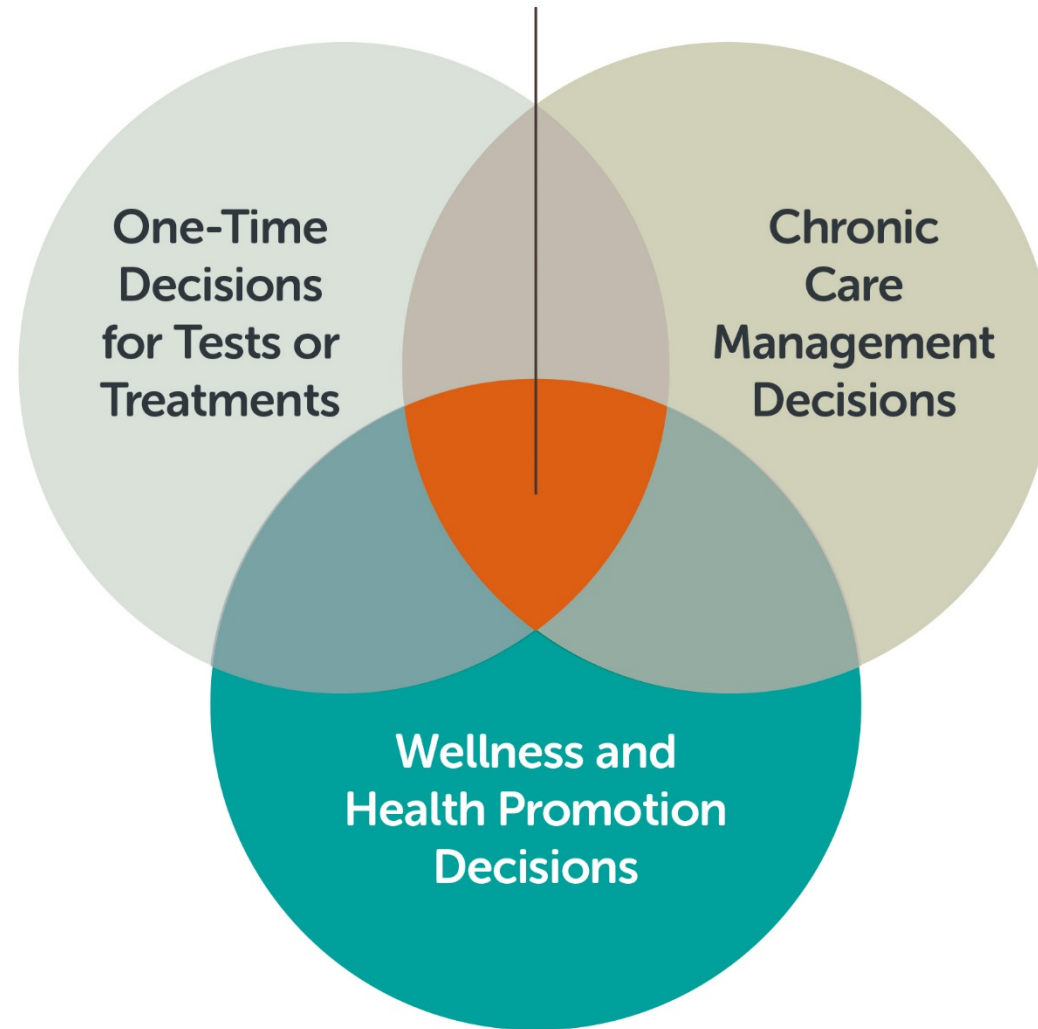 One-Time
Decisions
for Tests or
Treatments
Chronic
Care
Management
Decisions
Wellness and
Health Promotion
Decisions